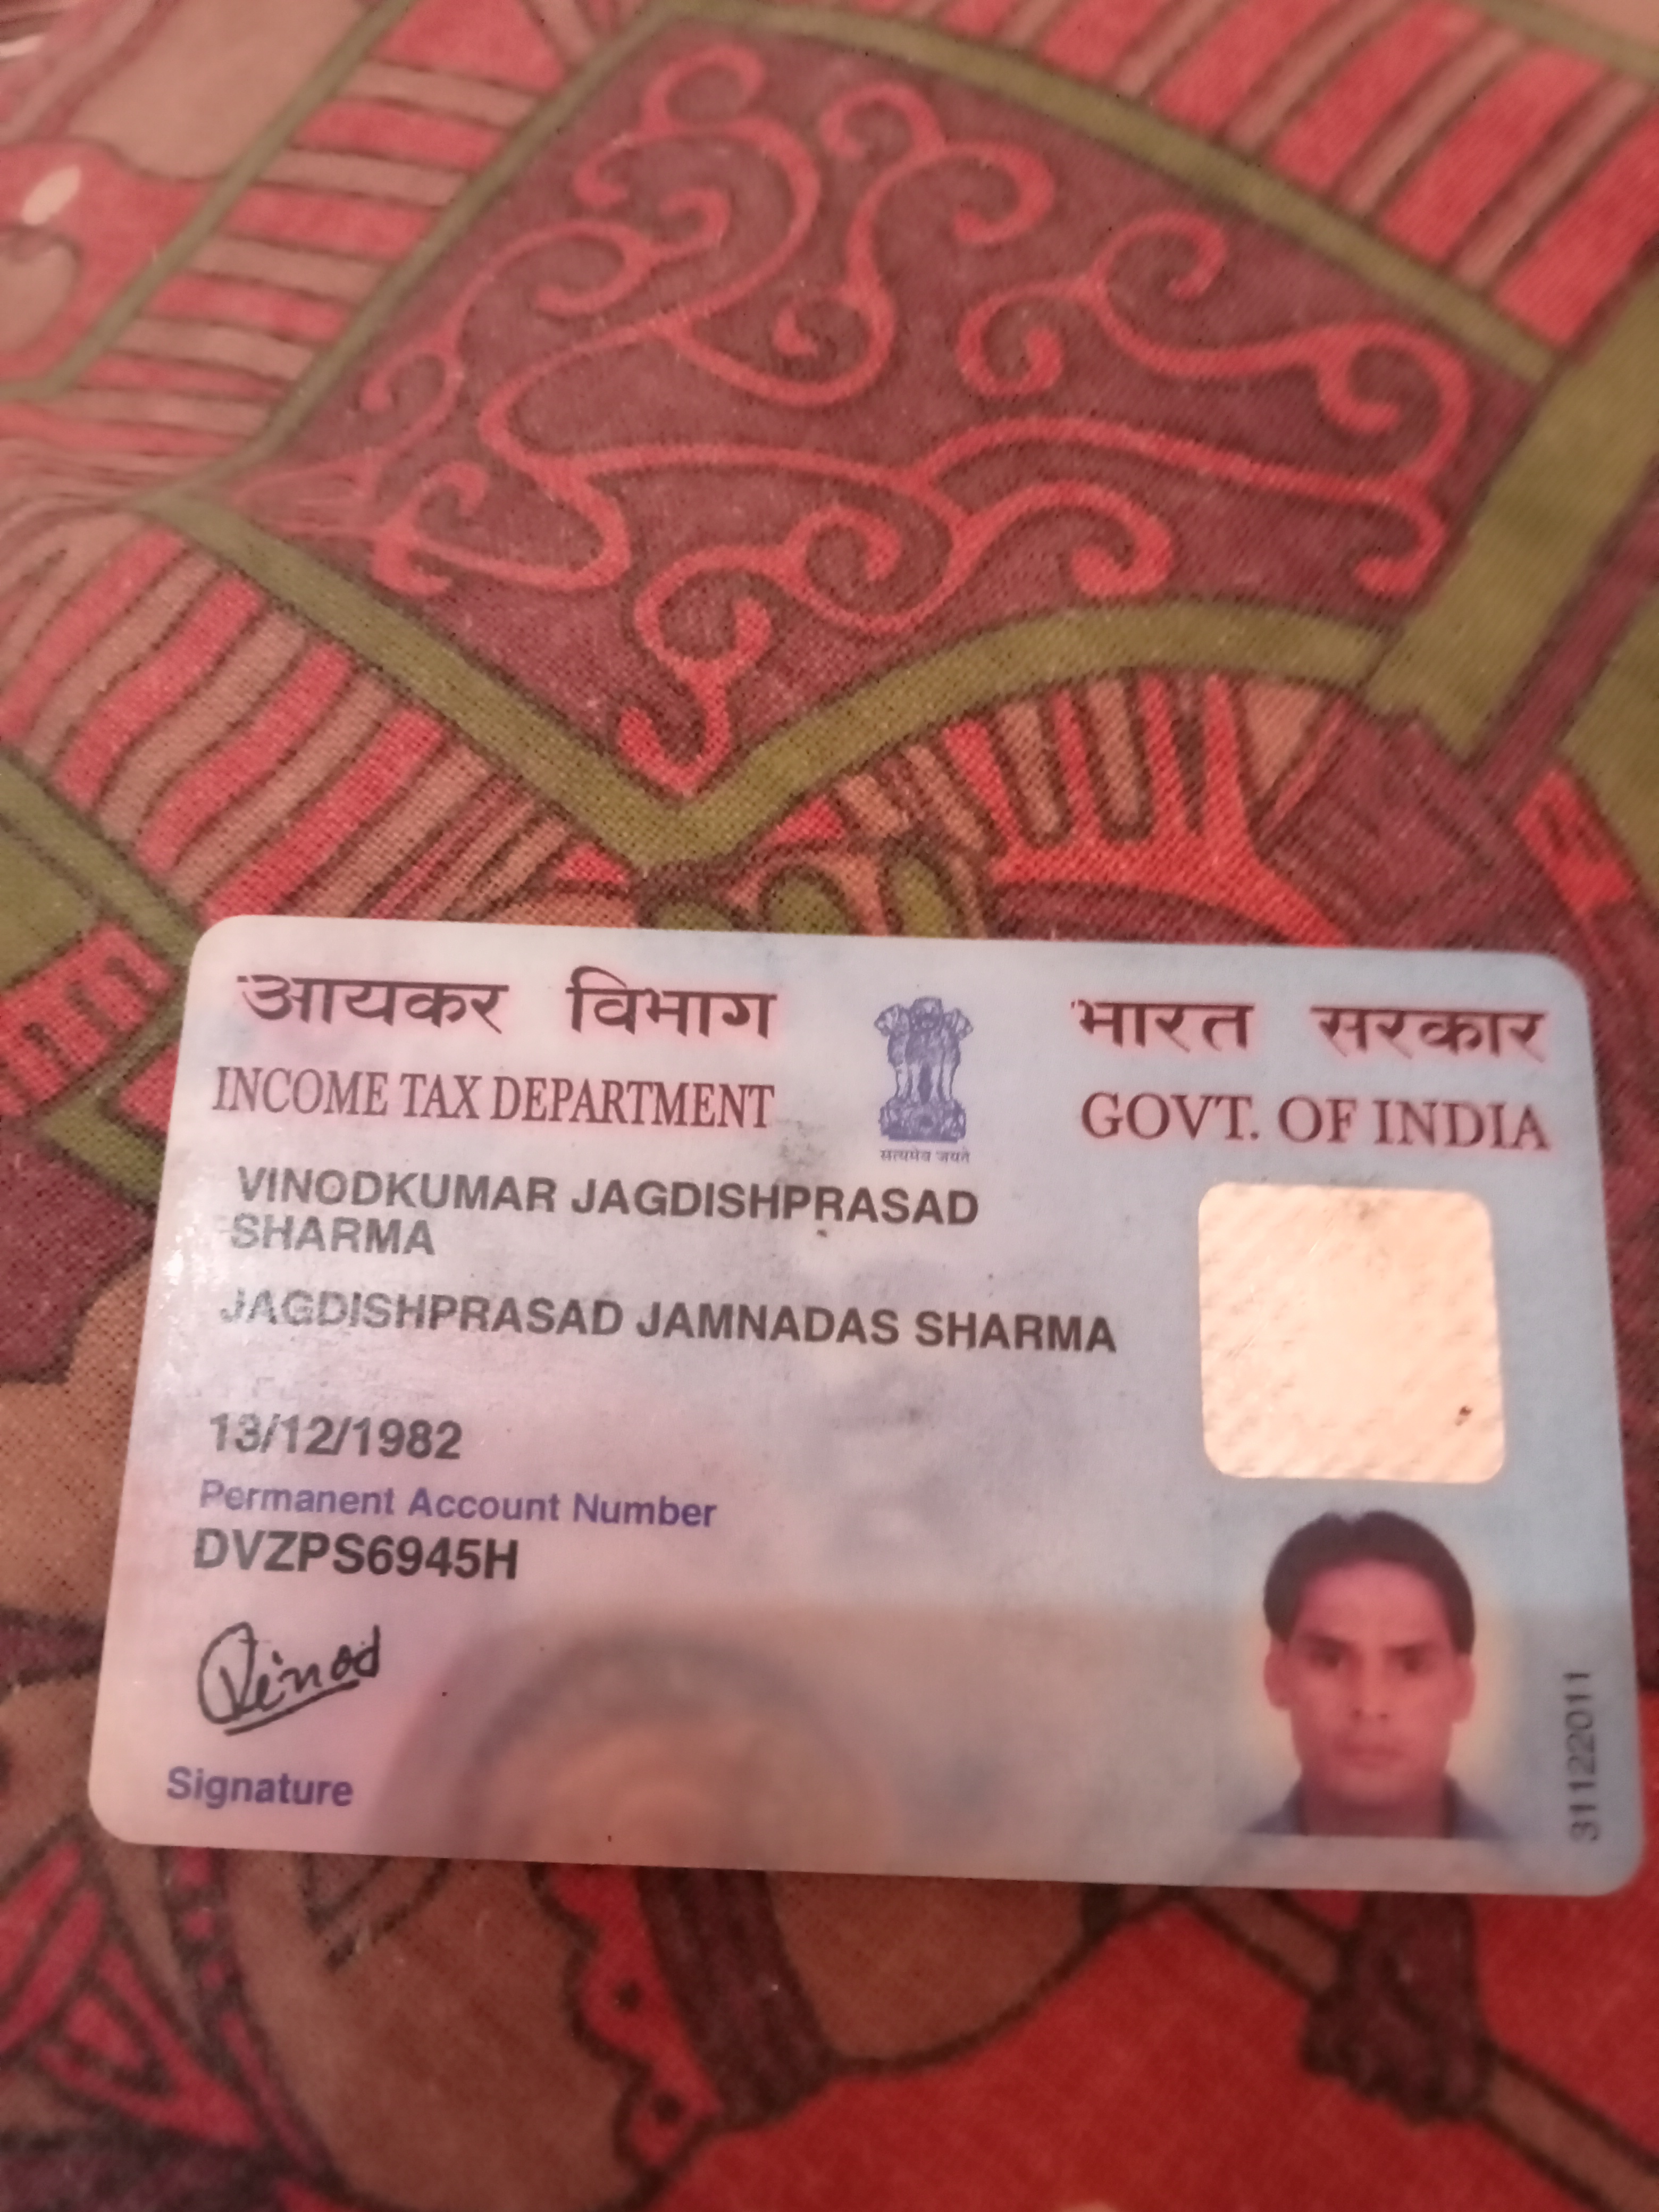 आयकर विभाग
INCOME TAX DEPARTMENT
सत्यमेव जयते
भारत सरकार
GOVT. OF INDIA
VINODKUMAR JAGDISHPRASAD
SHARMA
JAGDISHPRASAD JAMNADAS SHARMA
13/12/1982
Permanent Account Number
DVZPS6945H
Vinod
Signature
31122011